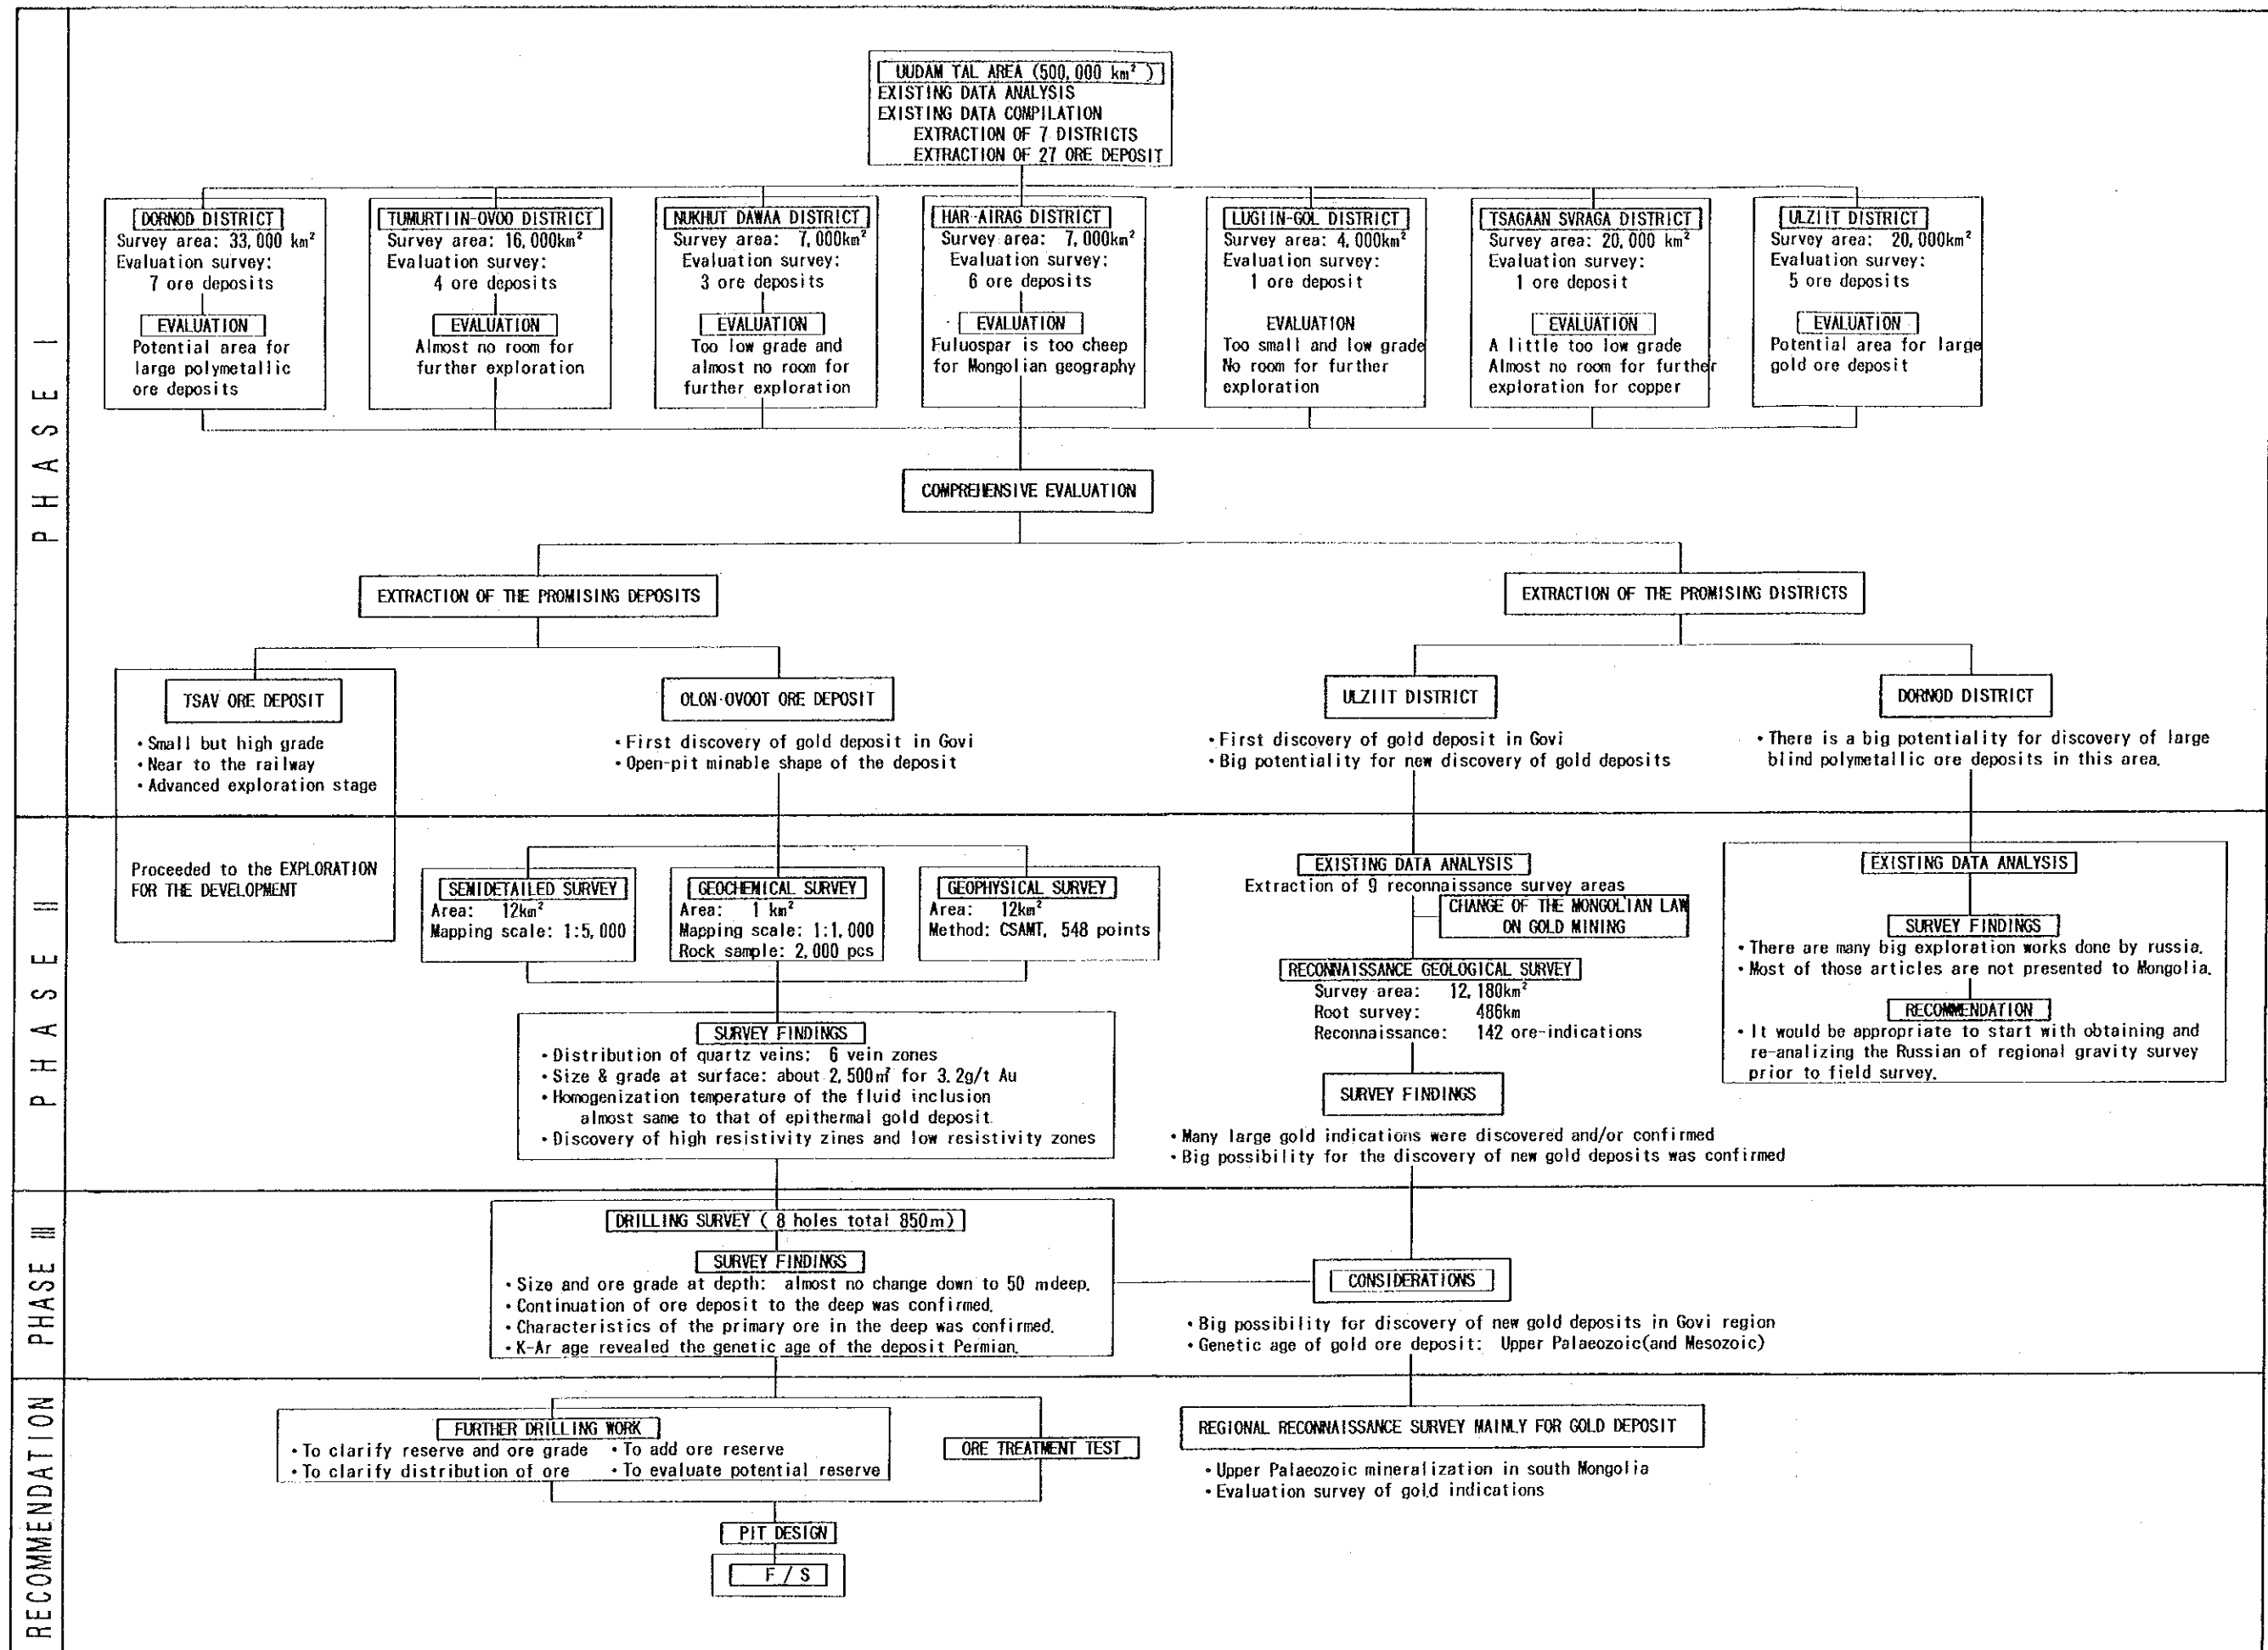 UUDAM TAL AREA (500,000 km²)
EXISTING DATA ANALYSIS
EXISTING DATA COMPILATION
EXTRACTION OF 7 DISTRICTS
EXTRACTION OF 27 ORE DEPOSIT
PHASE I
DORNOD DISTRICT
Survey area: 33,000 km²
Evaluation survey:
7 ore deposits
EVALUATION
Potential area for
large polymetallic
ore deposits
TUMURTIIN-OVOO DISTRICT
Survey area: 16,000km²
Evaluation survey:
4 ore deposits
EVALUATION
Almost no room for
further exploration
NUKHUT DAWAA DISTRICT
Survey area: 7,000km²
Evaluation survey:
3 ore deposits
EVALUATION
Too low grade and
almost no room for
further exploration
HAR-AIRAG DISTRICT
Survey area: 7,000km²
Evaluation survey:
6 ore deposits
EVALUATION
Fuluospar is too cheep
for Mongolian geography
LUGIIN-GOL DISTRICT
Survey area: 4,000km²
Evaluation survey:
1 ore deposit
EVALUATION
Too small and low grade
No room for further
exploration
TSAGAAN SVRAGA DISTRICT
Survey area: 20,000 km²
Evaluation survey:
1 ore deposit
EVALUATION
A little too low grade
Almost no room for further
exploration for copper
ULZIIT DISTRICT
Survey area: 20,000km²
Evaluation survey:
5 ore deposits
EVALUATION
Potential area for large
gold ore deposit
COMPREHENSIVE EVALUATION
EXTRACTION OF THE PROMISING DEPOSITS
EXTRACTION OF THE PROMISING DISTRICTS
TSAV ORE DEPOSIT
• Small but high grade
• Near to the railway
• Advanced exploration stage
OLON-OVOOT ORE DEPOSIT
• First discovery of gold deposit in Govi
• Open-pit minable shape of the deposit
ULZIIT DISTRICT
• First discovery of gold deposit in Govi
• Big potentiality for new discovery of gold deposits
DORNOD DISTRICT
• There is a big potentiality for discovery of large
blind polymetallic ore deposits in this area.
PHASE II
Proceeded to the EXPLORATION
FOR THE DEVELOPMENT
SEMIDETAILED SURVEY
Area: 12km²
Mapping scale: 1:5,000
GEOCHEMICAL SURVEY
Area: 1 km²
Mapping scale: 1:1,000
Rock sample: 2,000 pcs
GEOPHYSICAL SURVEY
Area: 12km²
Method: CSAMT, 548 points
SURVEY FINDINGS
• Distribution of quartz veins: 6 vein zones
• Size & grade at surface: about 2,500㎡ for 3.2g/t Au
• Homogenization temperature of the fluid inclusion
almost same to that of epithermal gold deposit.
• Discovery of high resistivity zines and low resistivity zones
EXISTING DATA ANALYSIS
Extraction of 9 reconnaissance survey areas
CHANGE OF THE MONGOLIAN LAW
ON GOLD MINING
RECONNAISSANCE GEOLOGICAL SURVEY
Survey area: 12,180km²
Root survey: 486km
Reconnaissance: 142 ore-indications
SURVEY FINDINGS
• Many large gold indications were discovered and/or confirmed
• Big possibility for the discovery of new gold deposits was confirmed
EXISTING DATA ANALYSIS
SURVEY FINDINGS
• There are many big exploration works done by russia.
• Most of those articles are not presented to Mongolia.
RECOMMENDATION
• It would be appropriate to start with obtaining and
re-analizing the Russian of regional gravity survey
prior to field survey.
PHASE III
DRILLING SURVEY ( 8 holes total 850m)
SURVEY FINDINGS
• Size and ore grade at depth: almost no change down to 50 mdeep.
• Continuation of ore deposit to the deep was confirmed.
• Characteristics of the primary ore in the deep was confirmed.
• K-Ar age revealed the genetic age of the deposit Permian.
CONSIDERATIONS
• Big possibility for discovery of new gold deposits in Govi region
• Genetic age of gold ore deposit: Upper Palaeozoic(and Mesozoic)
RECOMMENDATION
FURTHER DRILLING WORK
• To clarify reserve and ore grade • To add ore reserve
• To clarify distribution of ore • To evaluate potential reserve
ORE TREATMENT TEST
REGIONAL RECONNAISSANCE SURVEY MAINLY FOR GOLD DEPOSIT
• Upper Palaeozoic mineralization in south Mongolia
• Evaluation survey of gold indications
PIT DESIGN
F / S